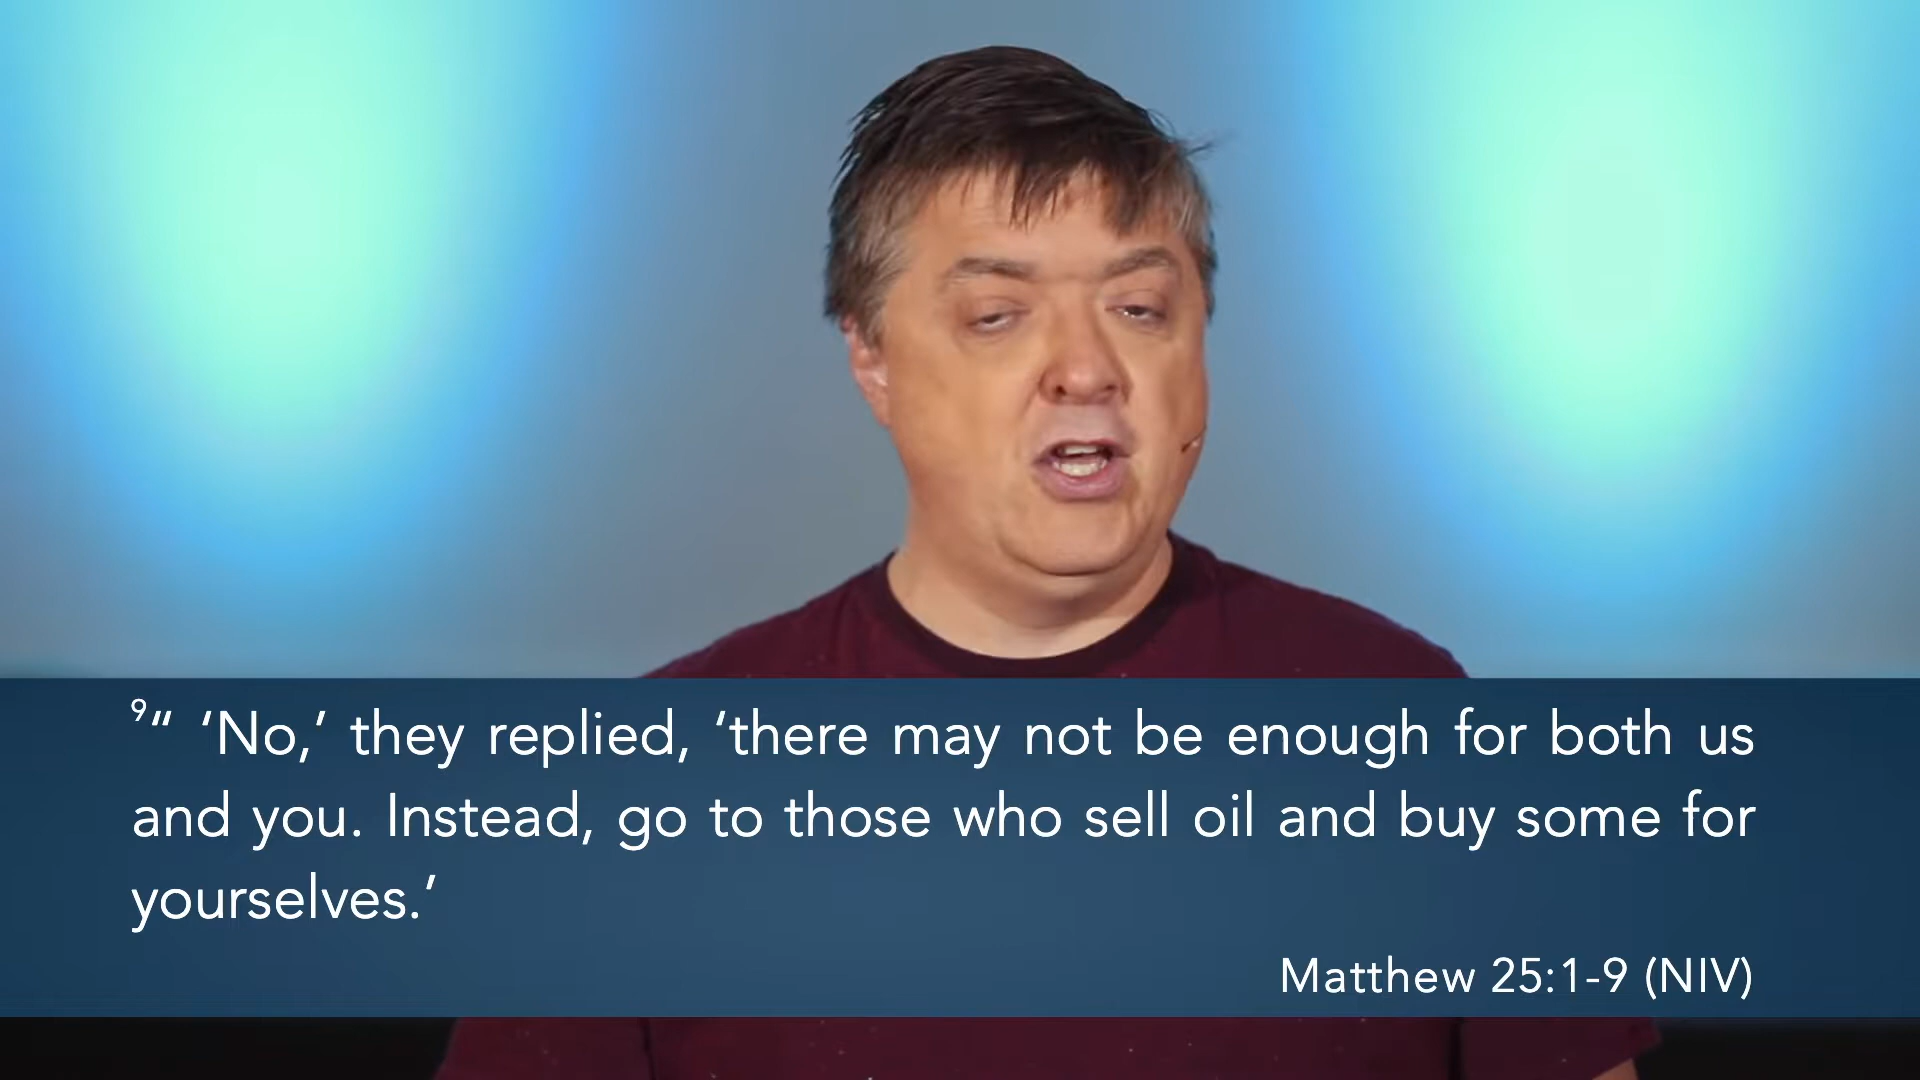 ⁹“ ‘No,’ they replied, ‘there may not be enough for both us
and you. Instead, go to those who sell oil and buy some for
yourselves.’
Matthew 25:1-9 (NIV)